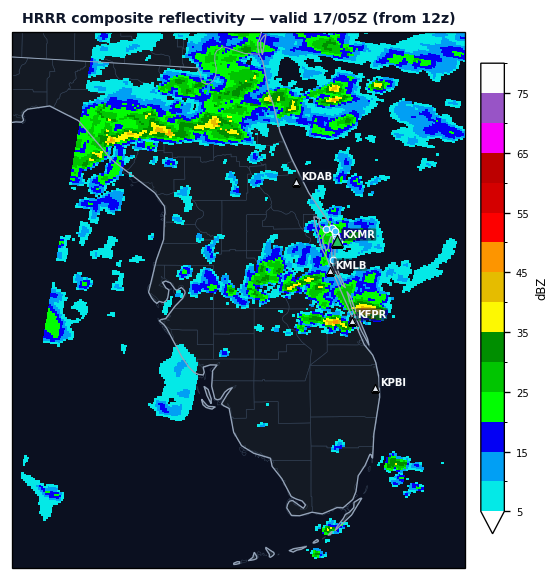 HRRR composite reflectivity — valid 17/05Z (from 12z)
75
65
55
45
35
25
15
5
dBZ
KDAB
KXMR
KMLB
KFPR
KPBI